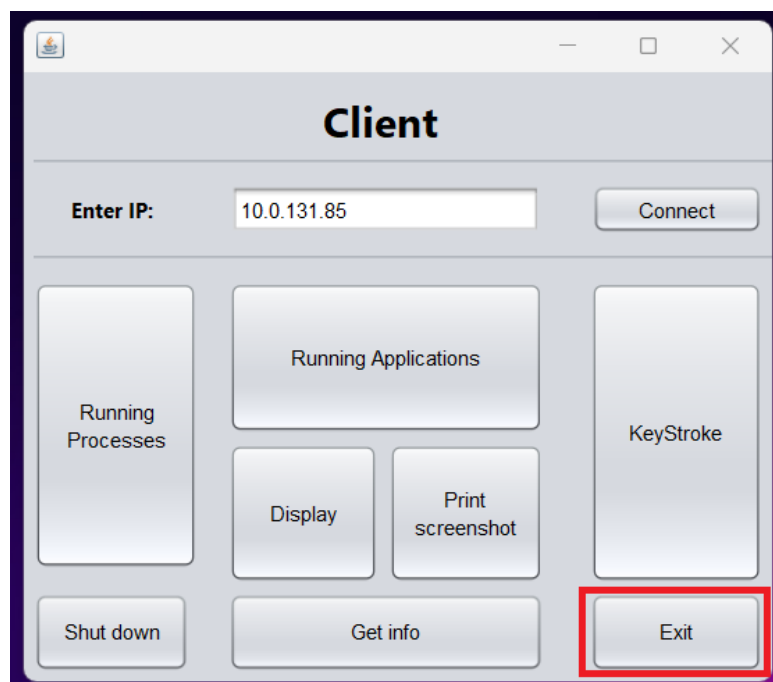 Client
Enter IP:
10.0.131.85
Connect
Running
Processes
Running Applications
KeyStroke
Display
Print
screenshot
Shut down
Get info
Exit